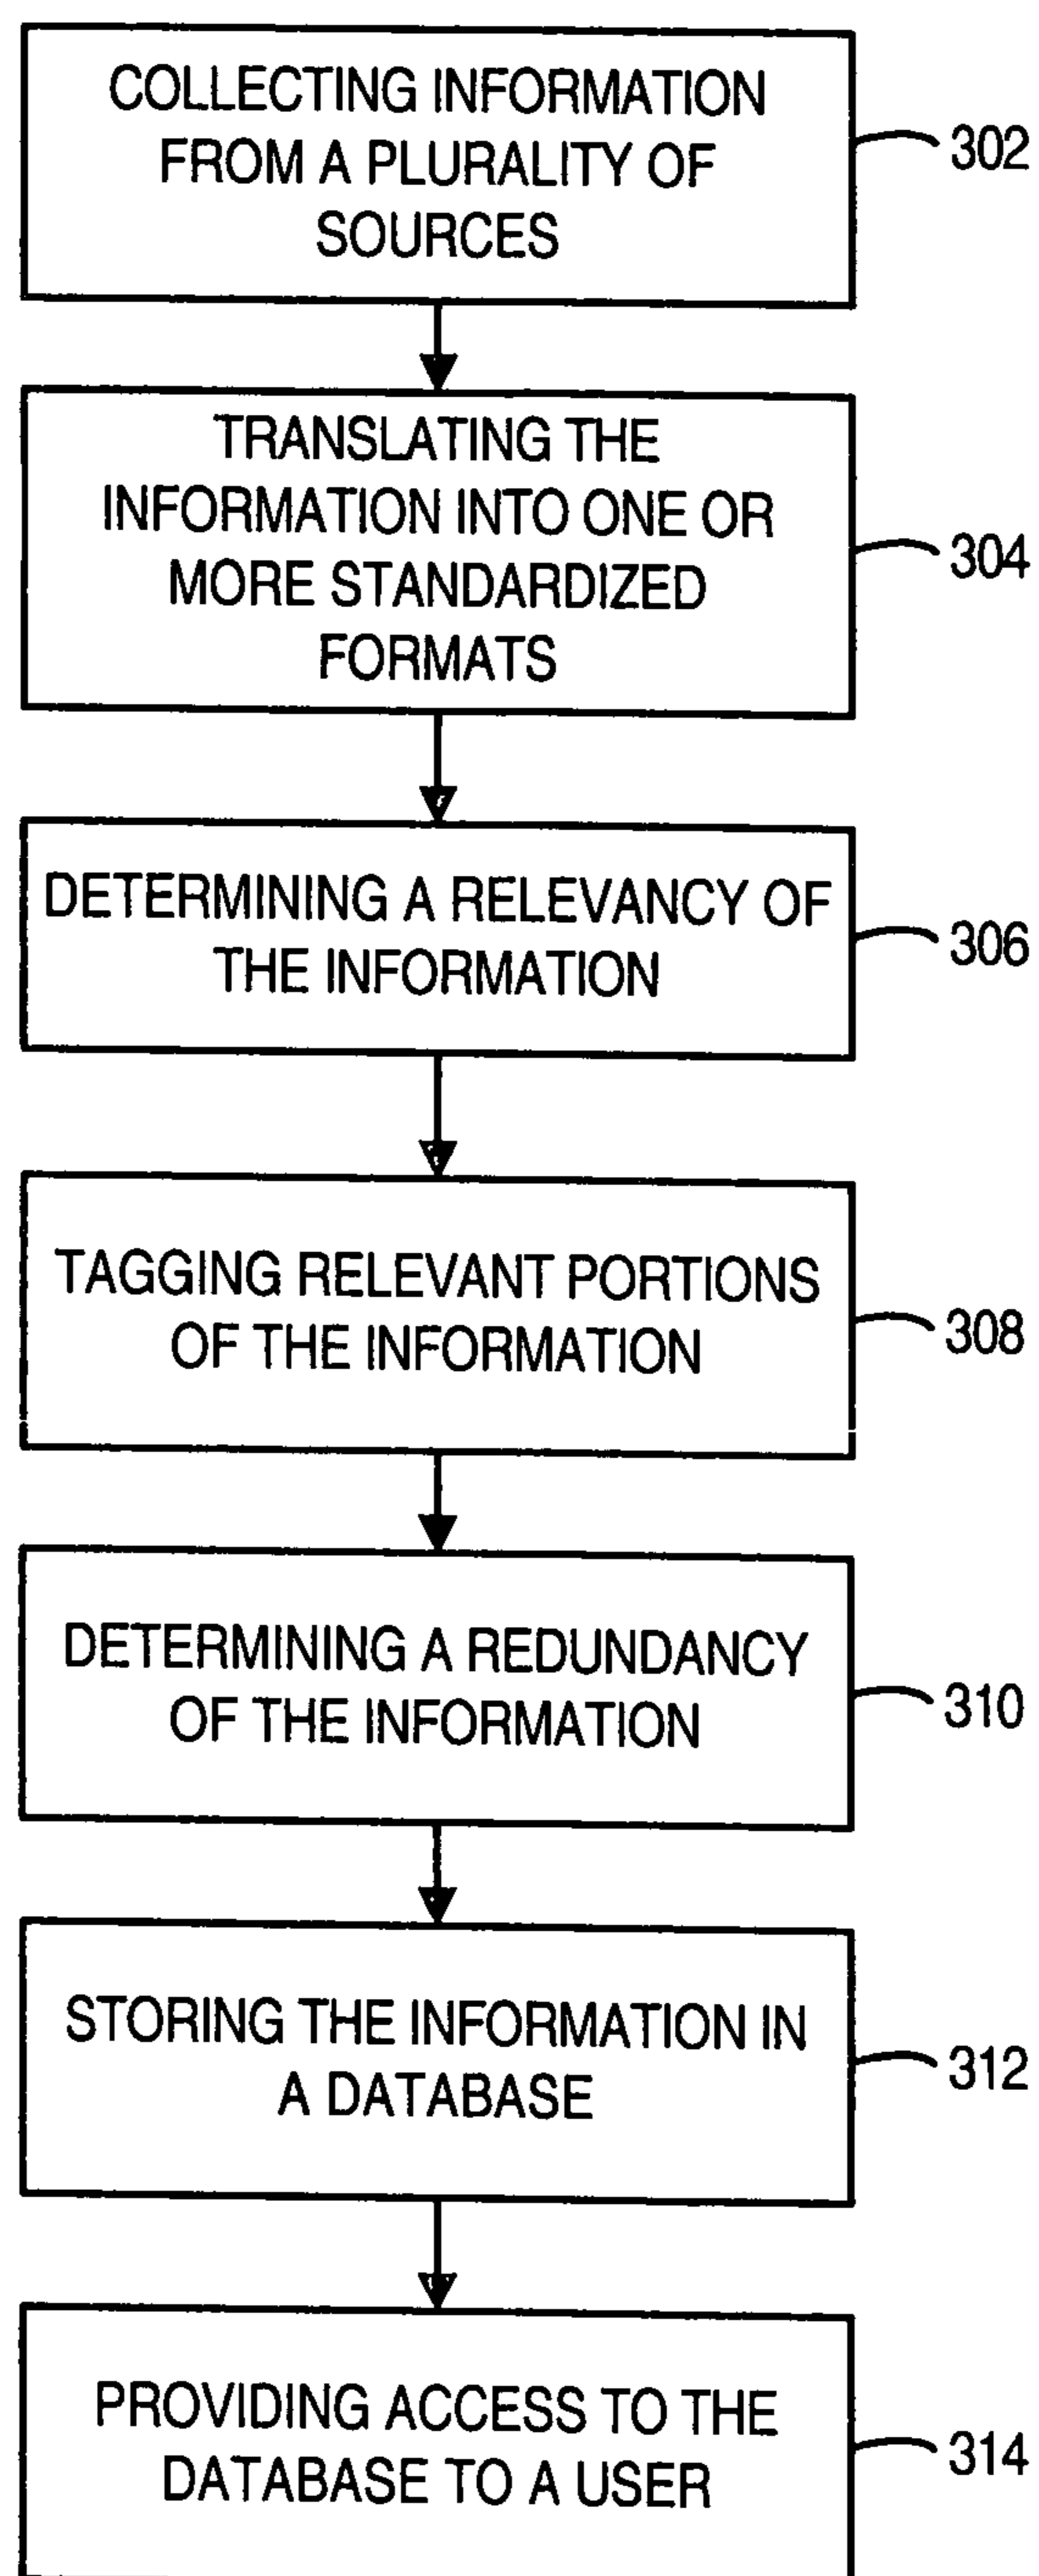 COLLECTING INFORMATION
FROM A PLURALITY OF
SOURCES
302
TRANSLATING THE
INFORMATION INTO ONE OR
MORE STANDARDIZED
FORMATS
304
DETERMINING A RELEVANCY OF
THE INFORMATION
306
TAGGING RELEVANT PORTIONS
OF THE INFORMATION
308
DETERMINING A REDUNDANCY
OF THE INFORMATION
310
STORING THE INFORMATION IN
A DATABASE
312
PROVIDING ACCESS TO THE
DATABASE TO A USER
314